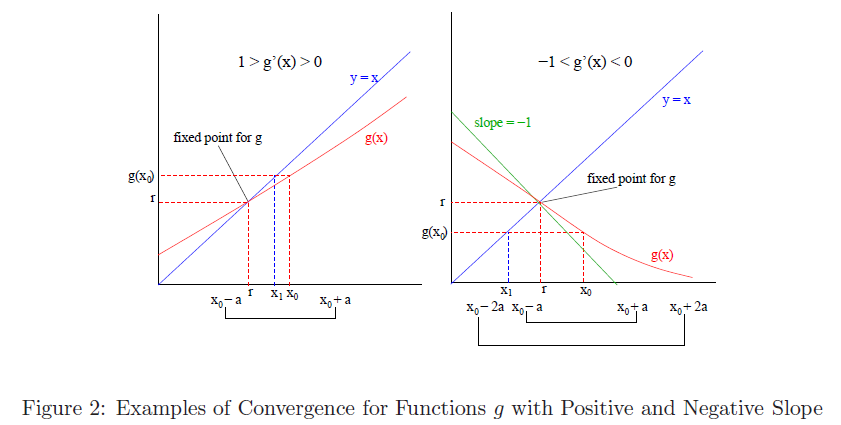 1 > g'(x) > 0
y = x
fixed point for g
g(x)
g(x₀)
r
x₀− a r x₁ x₀ x₀+ a
−1 < g'(x) < 0
y = x
slope = −1
fixed point for g
r
g(x₀)
g(x)
x₁ r x₀
x₀− 2a x₀− a x₀+ a x₀+ 2a
Figure 2: Examples of Convergence for Functions g with Positive and Negative Slope